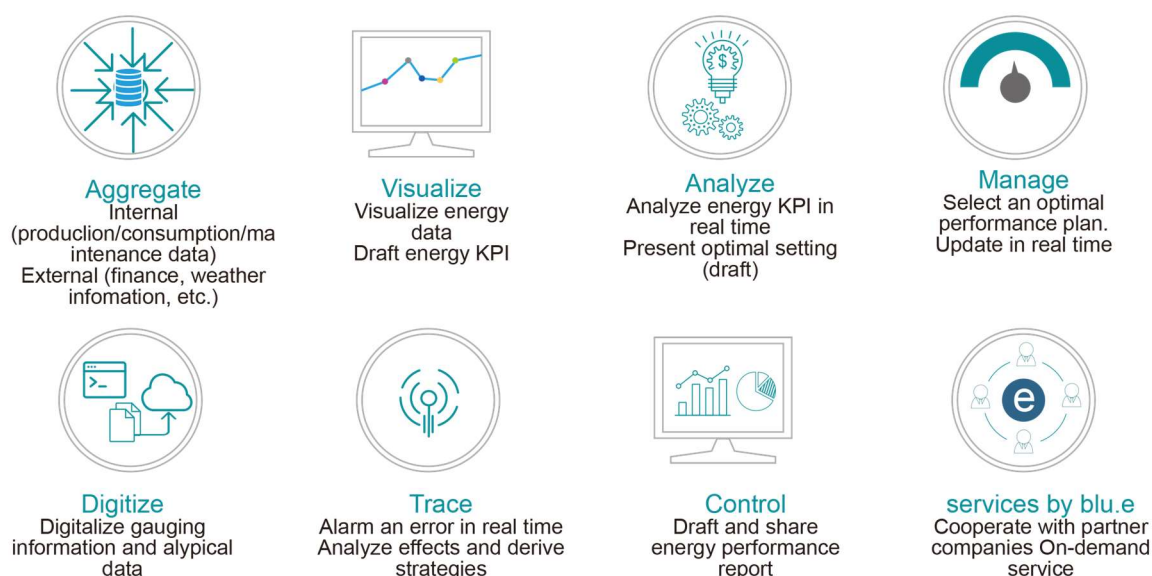 $
Aggregate
Internal
(produclion/consumption/ma
intenance data)
External (finance, weather
infomation, etc.)
Visualize
Visualize energy
data
Draft energy KPI
Analyze
Analyze energy KPI in
real time
Present optimal setting
(draft)
Manage
Select an optimal
performance plan.
Update in real time
>_
e
Digitize
Digitalize gauging
information and alypical
data
Trace
Alarm an error in real time
Analyze effects and derive
strategies
Control
Draft and share
energy performance
report
services by blu.e
Cooperate with partner
companies On-demand
service